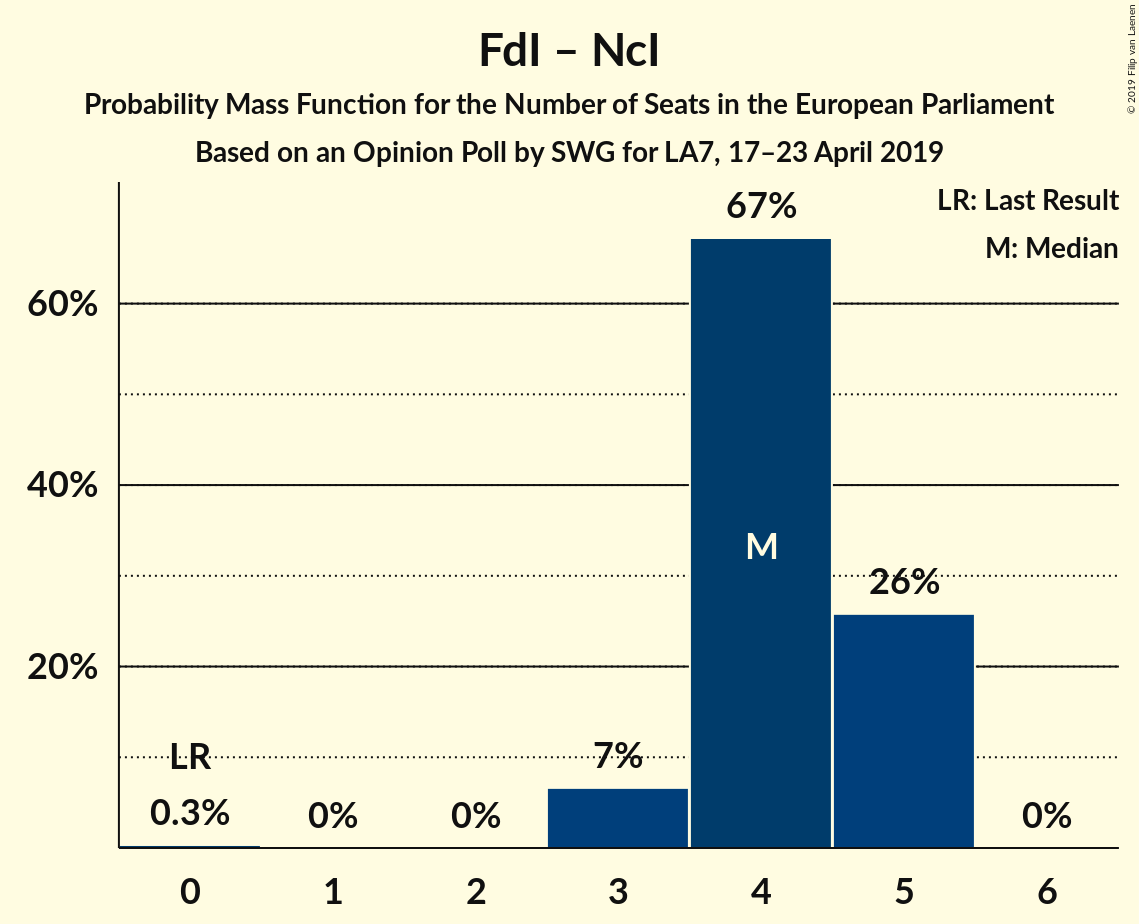 FdI – NcI
Probability Mass Function for the Number of Seats in the European Parliament
Based on an Opinion Poll by SWG for LA7, 17–23 April 2019
© 2019 Filip van Laenen
LR: Last Result
M: Median
67%
60%
40%
M
26%
20%
LR
7%
0.3%
0%
0%
0%
0 1 2 3 4 5 6